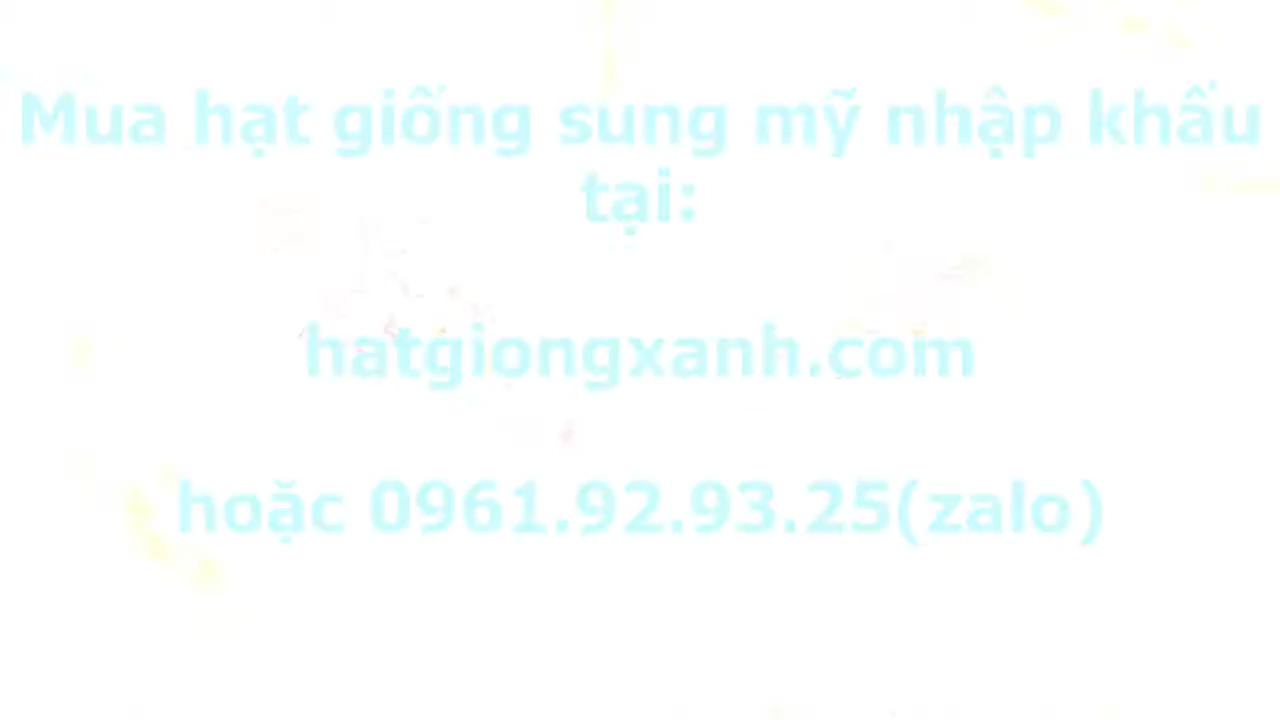 Mua hạt giống sung mỹ nhập khẩu
tại:
hatgiongxanh.com
hoặc 0961.92.93.25(zalo)